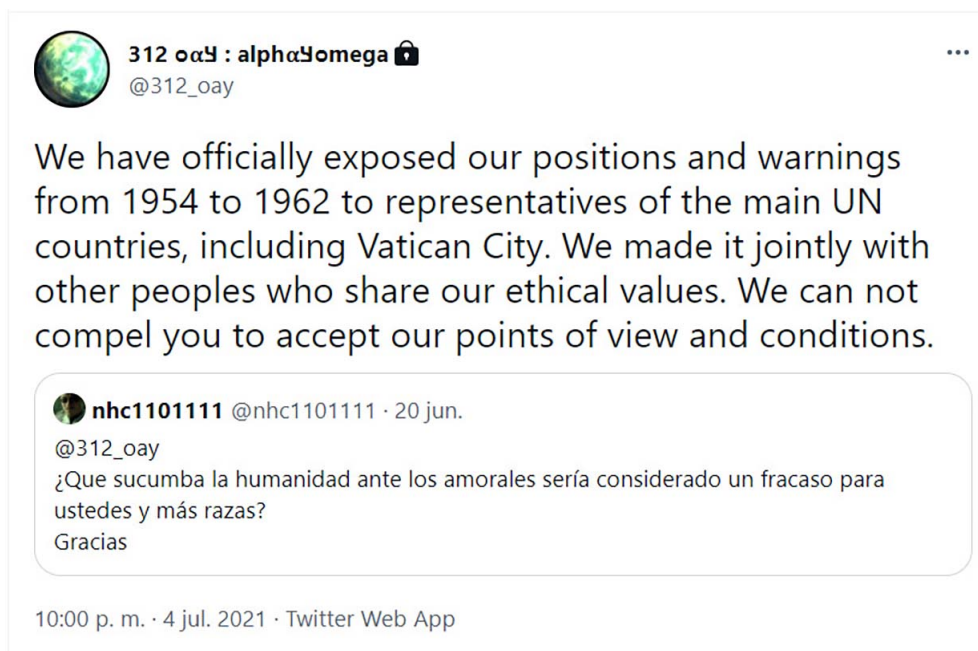 312 oαყ : alphαყomega
@312_oay
We have officially exposed our positions and warnings
from 1954 to 1962 to representatives of the main UN
countries, including Vatican City. We made it jointly with
other peoples who share our ethical values. We can not
compel you to accept our points of view and conditions.
nhc1101111 @nhc1101111 · 20 jun.
@312_oay
¿Que sucumba la humanidad ante los amorales sería considerado un fracaso para
ustedes y más razas?
Gracias
10:00 p. m. · 4 jul. 2021 · Twitter Web App